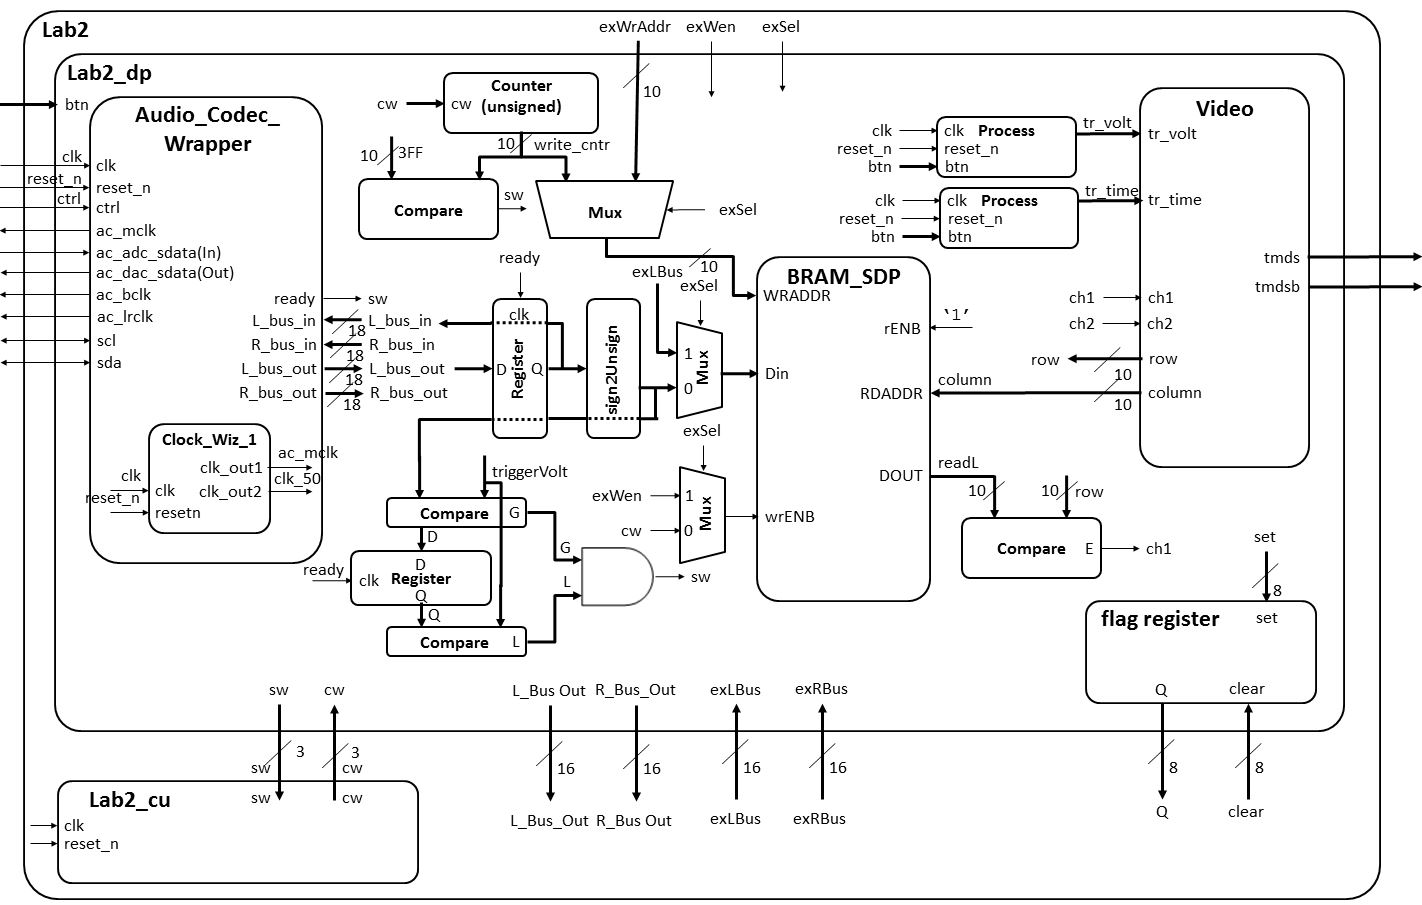 Lab2
exWrAddr
exWen
exSel
10
Lab2_dp
btn
Audio_Codec_
Wrapper
clk
clk
reset_n
reset_n
ctrl
ctrl
ac_mclk
ac_adc_sdata(In)
ac_dac_sdata(Out)
ac_bclk
ac_lrclk
scl
sda
ready
sw
L_bus_in
18
L_bus_in
R_bus_in
18
R_bus_in
L_bus_out
18
L_bus_out
R_bus_out
18
R_bus_out
Clock_Wiz_1
clk_out1
ac_mclk
clk_out2
clk_50
clk
clk
reset_n
resetn
cw
cw
Counter
(unsigned)
10
write_cntr
10
3FF
Compare
sw
Mux
exSel
10
ready
clk
D
Register
Q
sign2Unsign
exLBus
exSel
1
0
Mux
exSel
exWen
1
cw
0
Mux
triggerVolt
Compare
G
D
ready
clk
D
Register
Q
Q
Compare
L
G
L
sw
BRAM_SDP
WRADDR
rENB
‘1’
Din
RDADDR
column
DOUT
readL
wrENB
10
10
row
Compare
E
ch1
clk
clk
Process
reset_n
reset_n
btn
btn
tr_volt
clk
clk
Process
reset_n
reset_n
btn
btn
tr_time
Video
tr_volt
tr_time
tmds
tmdsb
ch1
ch1
ch2
ch2
row
row
10
column
10
set
8
flag register
set
Q
clear
8
8
Q
clear
sw
cw
3
3
sw
cw
sw
cw
Lab2_cu
clk
reset_n
L_Bus Out
R_Bus_Out
exLBus
exRBus
16
16
16
16
L_Bus_Out
R_Bus Out
exLBus
exRBus